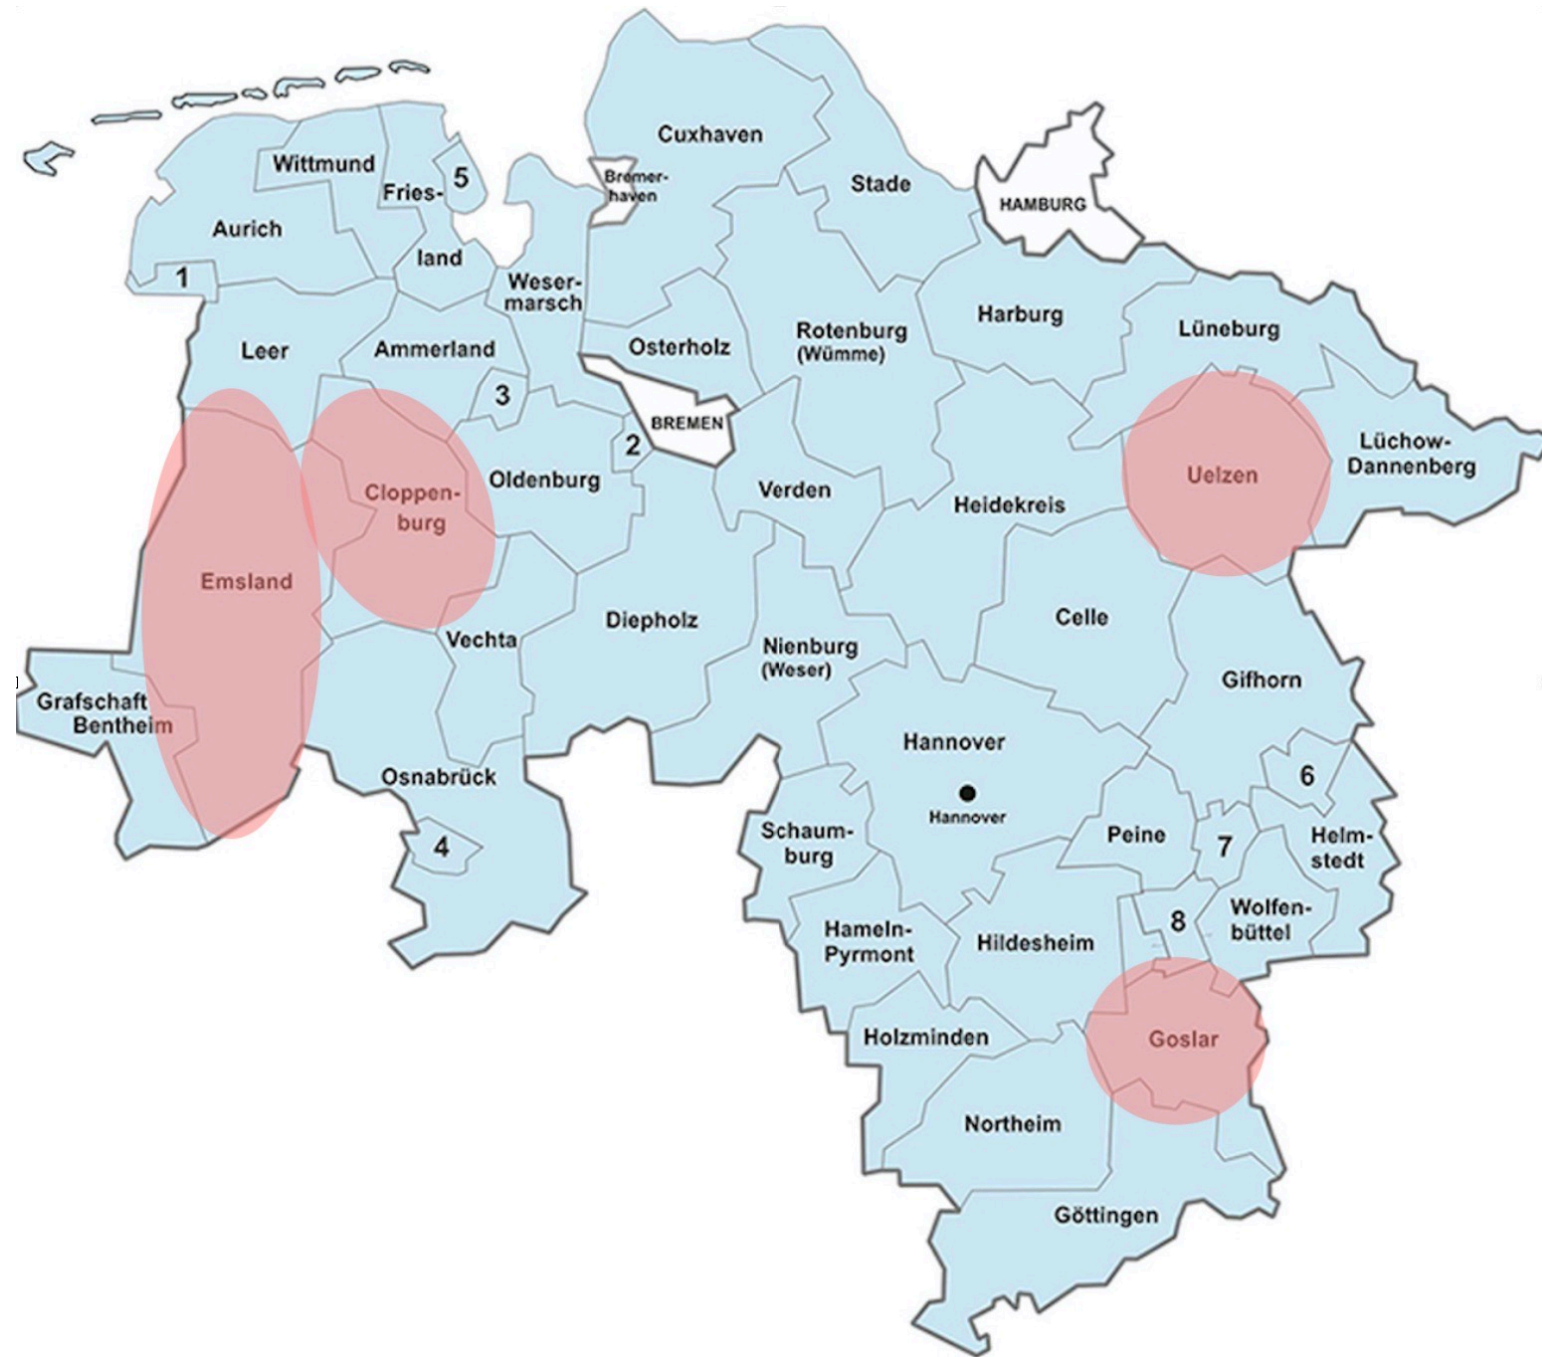 Cuxhaven
Wittmund
Bremer-
haven
5
Fries-
Stade
HAMBURG
Aurich
land
1
Weser-
marsch
Harburg
Lüneburg
Rotenburg
(Wümme)
Leer
Ammerland
Osterholz
3
BREMEN
2
Lüchow-
Dannenberg
Uelzen
Oldenburg
Verden
Cloppen-
burg
Heidekreis
Emsland
Celle
Diepholz
Vechta
Nienburg
(Weser)
Gifhorn
Grafschaft
Bentheim
Hannover
Osnabrück
6
Hannover
Schaum-
burg
Peine
7
Helm-
stedt
4
Wolfen-
büttel
8
Hameln-
Pyrmont
Hildesheim
Holzminden
Goslar
Northeim
Göttingen